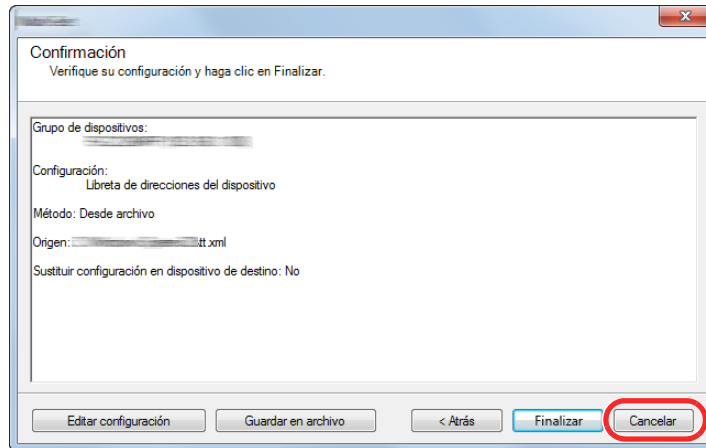 Confirmación
Verifique su configuración y haga clic en Finalizar.
Grupo de dispositivos:
Configuración:
Libreta de direcciones del dispositivo
Método: Desde archivo
Origen: tt.xml
Sustituir configuración en dispositivo de destino: No
Editar configuración
Guardar en archivo
< Atrás
Finalizar
Cancelar